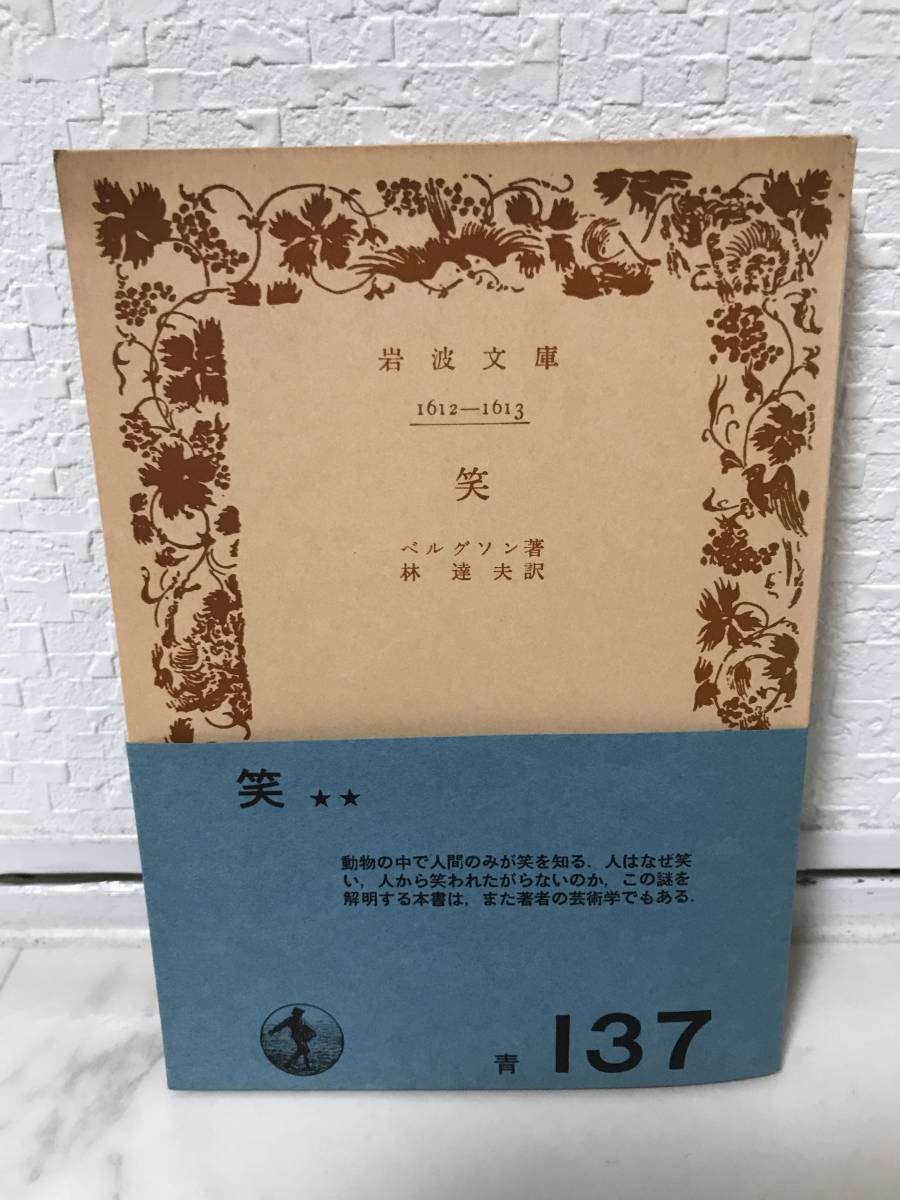 岩波文庫
1612—1613
笑
ベルグソン著
林達夫訳
笑 ★★
動物の中で人間のみが笑を知る．人はなぜ笑
い，人から笑われたがらないのか，この謎を
解明する本書は，また著者の芸術学でもある．
青 137